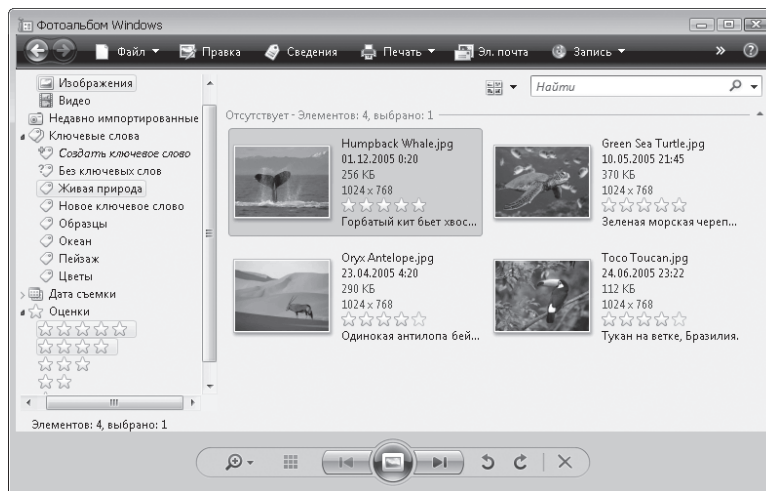 Фотоальбом Windows
Файл Правка Сведения Печать Эл. почта Запись » ?
Изображения
Видео
Недавно импортированные
Ключевые слова
Создать ключевое слово
Без ключевых слов
Живая природа
Новое ключевое слово
Образцы
Океан
Пейзаж
Цветы
Дата съемки
Оценки
Элементов: 4, выбрано: 1
Найти
Отсутствует - Элементов: 4, выбрано: 1
Humpback Whale.jpg
01.12.2005 0:20
256 КБ
1024 x 768
Горбатый кит бьет хвос...
Green Sea Turtle.jpg
10.05.2005 21:45
370 КБ
1024 x 768
Зеленая морская череп...
Oryx Antelope.jpg
23.04.2005 4:20
290 КБ
1024 x 768
Одинокая антилопа бей...
Toco Toucan.jpg
24.06.2005 23:22
112 КБ
1024 x 768
Тукан на ветке, Бразилия.